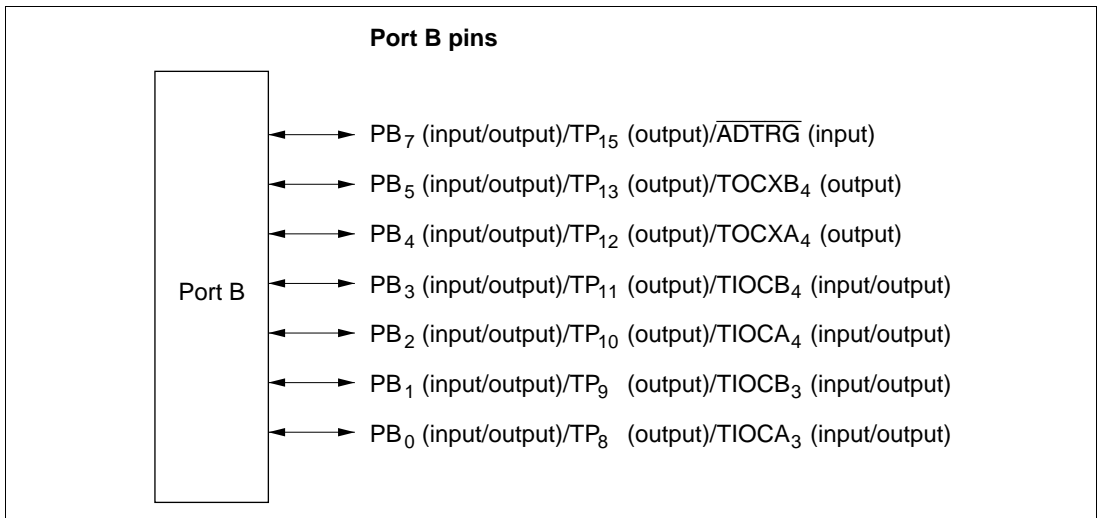 Port B pins
PB7 (input/output)/TP15 (output)/A̅D̅T̅R̅G̅ (input)
PB5 (input/output)/TP13 (output)/TOCXB4 (output)
PB4 (input/output)/TP12 (output)/TOCXA4 (output)
Port B
PB3 (input/output)/TP11 (output)/TIOCB4 (input/output)
PB2 (input/output)/TP10 (output)/TIOCA4 (input/output)
PB1 (input/output)/TP9 (output)/TIOCB3 (input/output)
PB0 (input/output)/TP8 (output)/TIOCA3 (input/output)